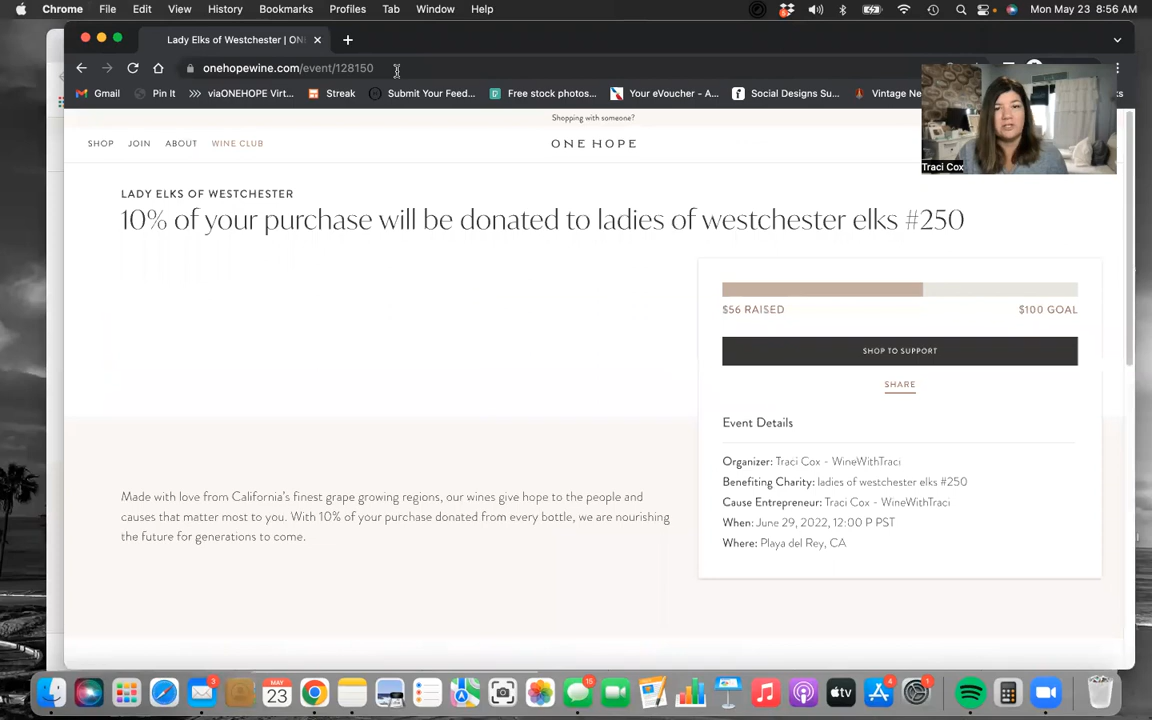 Chrome File Edit View History Bookmarks Profiles Tab Window Help Mon May 23 8:56 AM
Lady Elks of Westchester | ON
onehopewine.com/event/128150
Gmail Pin It viaONEHOPE Virt... Streak Submit Your Feed... Free stock photos... Your eVoucher - A... Social Designs Su... Vintage Ne
Shopping with someone?
SHOP JOIN ABOUT WINE CLUB ONE HOPE
Traci Cox
LADY ELKS OF WESTCHESTER
10% of your purchase will be donated to ladies of westchester elks #250
$56 RAISED $100 GOAL
SHOP TO SUPPORT
SHARE
Event Details
Organizer: Traci Cox - WineWithTraci
Benefiting Charity: ladies of westchester elks #250
Cause Entrepreneur: Traci Cox - WineWithTraci
When: June 29, 2022, 12:00 P PST
Where: Playa del Rey, CA
Made with love from California's finest grape growing regions, our wines give hope to the people and
causes that matter most to you. With 10% of your purchase donated from every bottle, we are nourishing
the future for generations to come.
MAY
23
3
15
tv
4
1